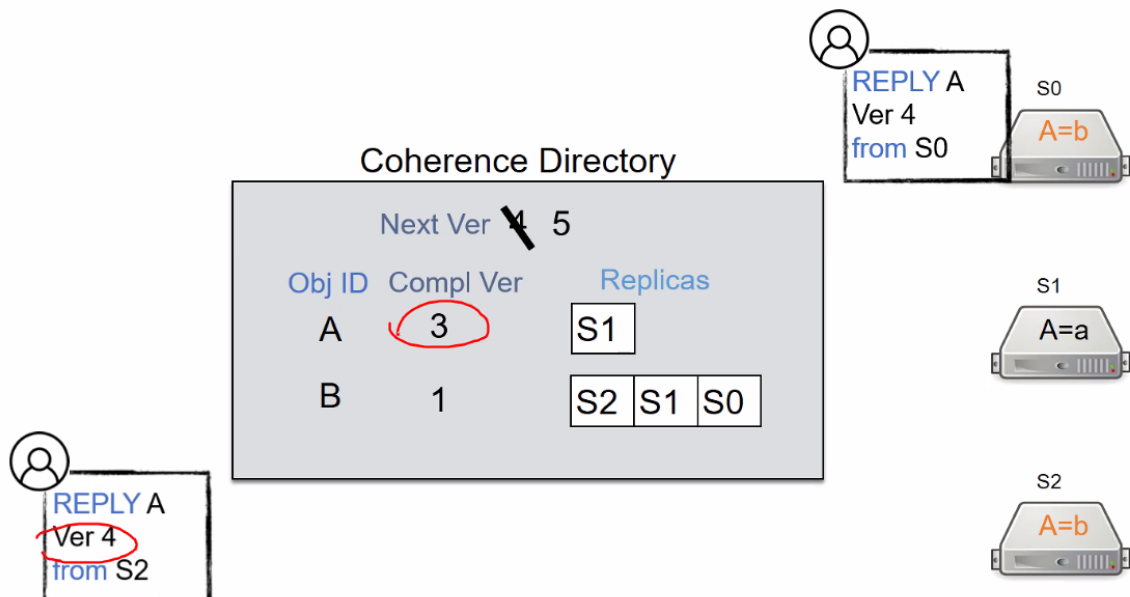 REPLY A
Ver 4
from S0
S0
A=b
Coherence Directory
Next Ver 4 5
Obj ID Compl Ver Replicas
A 3 S1
B 1 S2 S1 S0
S1
A=a
REPLY A
Ver 4
from S2
S2
A=b